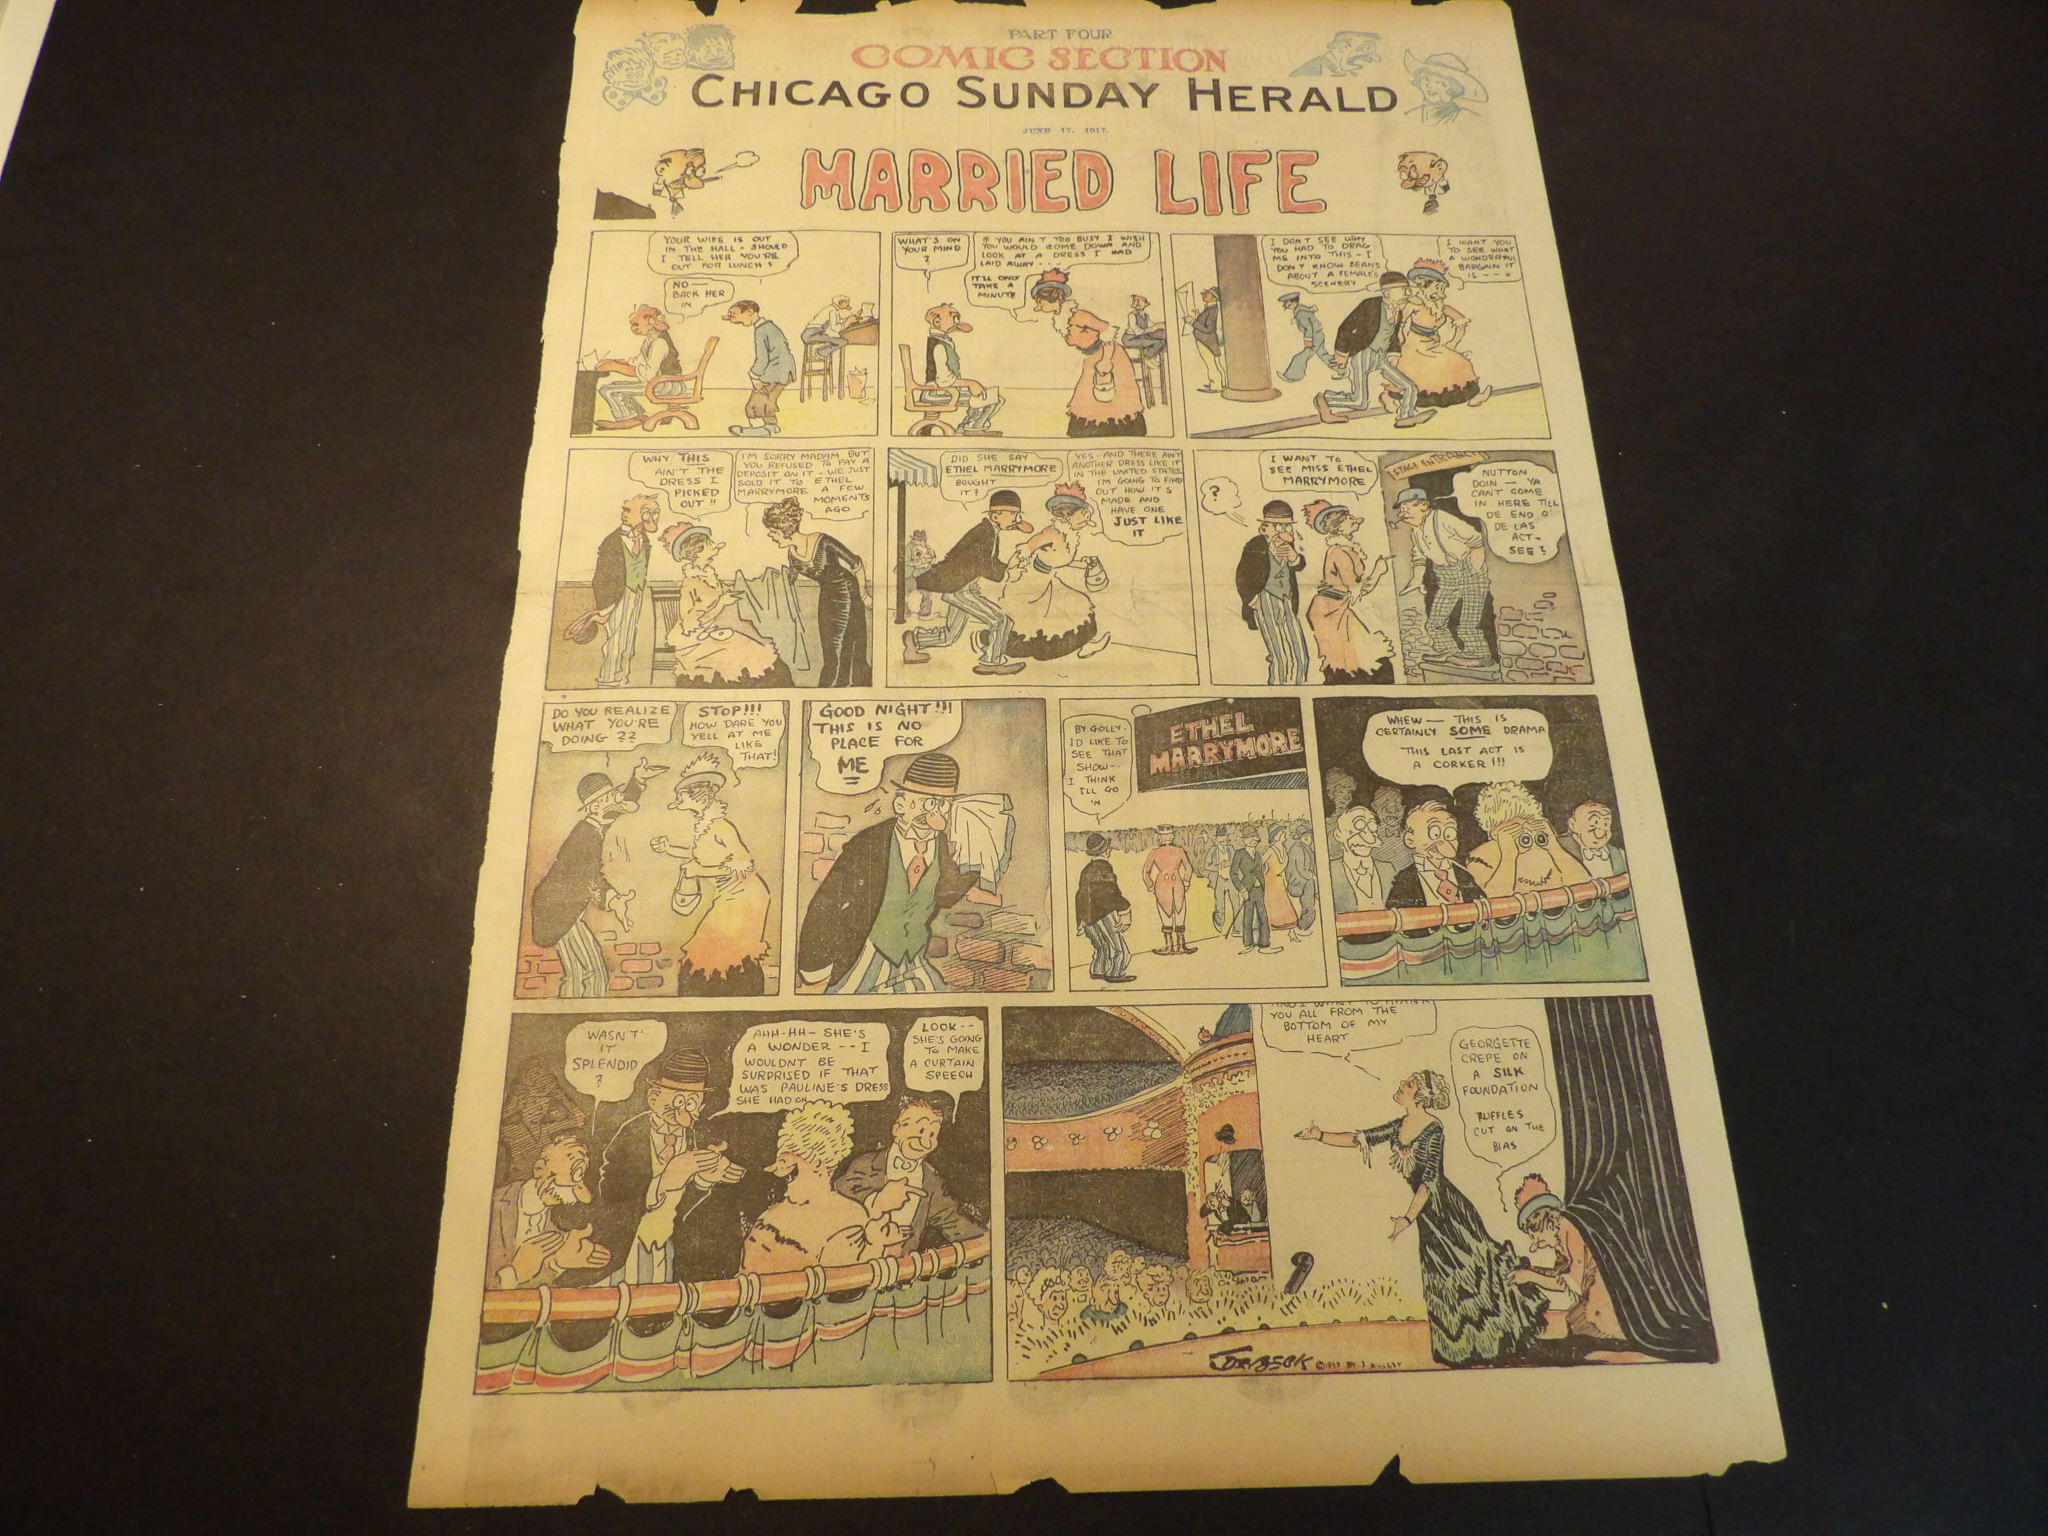 PART FOUR
COMIC SECTION
CHICAGO SUNDAY HERALD
JUNE 17, 1917.
MARRIED LIFE
YOUR WIFE IS OUT
IN THE HALL - SHOULD
I TELL HER YOU'RE
OUT FOR LUNCH?
NO -
BACK HER
IN
WHAT'S ON
YOUR MIND
?
IF YOU AIN'T TOO BUSY I WISH
YOU WOULD COME DOWN AND
LOOK AT A DRESS I HAD
LAID AWAY - - -
IT'LL ONLY
TAKE A
MINUTE
I DON'T SEE WHY
YOU HAD TO DRAG
ME INTO THIS - I
DON'T KNOW BEANS
ABOUT A FEMALE'S
SCENERY
I WANT YOU
TO SEE WHAT
A WONDERFUL
BARGAIN IT
IS - - -
WHY THIS
AIN'T THE
DRESS I
PICKED
OUT!!
I'M SORRY MADAM BUT
YOU REFUSED TO PAY A
DEPOSIT ON IT - WE JUST
SOLD IT TO ETHEL
MARRYMORE A FEW
MOMENTS
AGO
DID SHE SAY
ETHEL MARRYMORE
BOUGHT
IT?
YES - AND THERE AIN'T
ANOTHER DRESS LIKE IT
IN THE UNITED STATES.
I'M GOING TO FIND
OUT HOW IT'S
MADE AND
HAVE ONE
JUST LIKE
IT
?
I WANT TO
SEE MISS ETHEL
MARRYMORE
STAGE ENTRANCE
NUTTON
DOIN - YA
CANT COME
IN HERE TILL
DE END O'
DE LAS'
ACT -
SEE!
DO YOU REALIZE
WHAT YOU'RE
DOING ??
STOP!!!
HOW DARE YOU
YELL AT ME
LIKE
THAT!
GOOD NIGHT!!!
THIS IS NO
PLACE FOR
ME
BY GOLLY -
I'D LIKE TO
SEE THAT
SHOW -
I THINK
I'LL GO
'N
ETHEL
MARRYMORE
WHEW - THIS IS
CERTAINLY SOME DRAMA
THIS LAST ACT IS
A CORKER!!!
WASN'T
IT
SPLENDID
?
AHH-HH - SHE'S
A WONDER - - I
WOULDNT BE
SURPRISED IF THAT
WAS PAULINE'S DRESS
SHE HAD ON
LOOK - -
SHE'S GOING
TO MAKE
A CURTAIN
SPEECH
AND I WANT TO THANK
YOU ALL FROM THE
BOTTOM OF MY
HEART
GEORGETTE
CREPE ON
A SILK
FOUNDATION
RUFFLES
CUT ON THE
BIAS
DE BECK © 1917 BY J. KEELEY